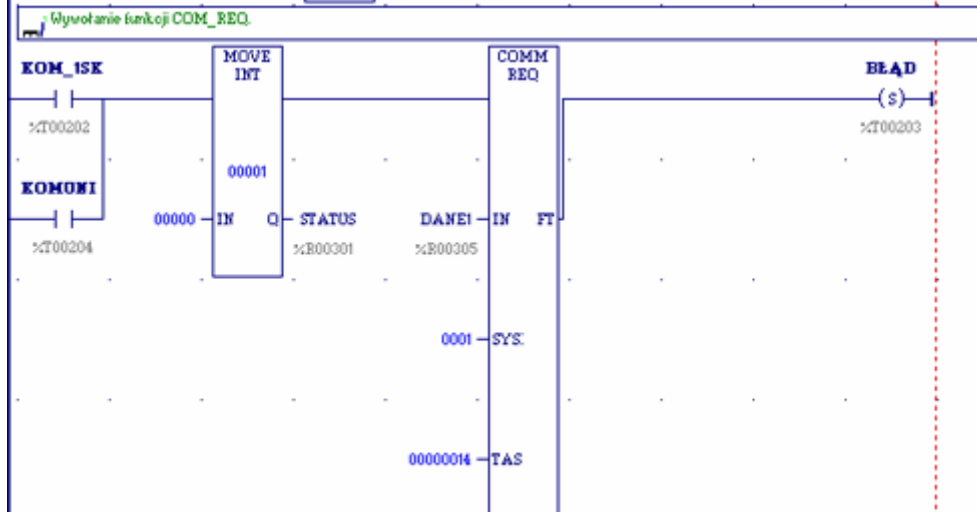 Wywołanie funkcji COM_REQ.
KOM_1SK
MOVE
INT
COMM
REQ
BŁĄD
(S)
%T00202
%T00203
00001
KOMUNI
00000 IN Q STATUS
DANE1 IN FT
%T00204
%R00301
%R00305
0001 SYS
00000014 TAS